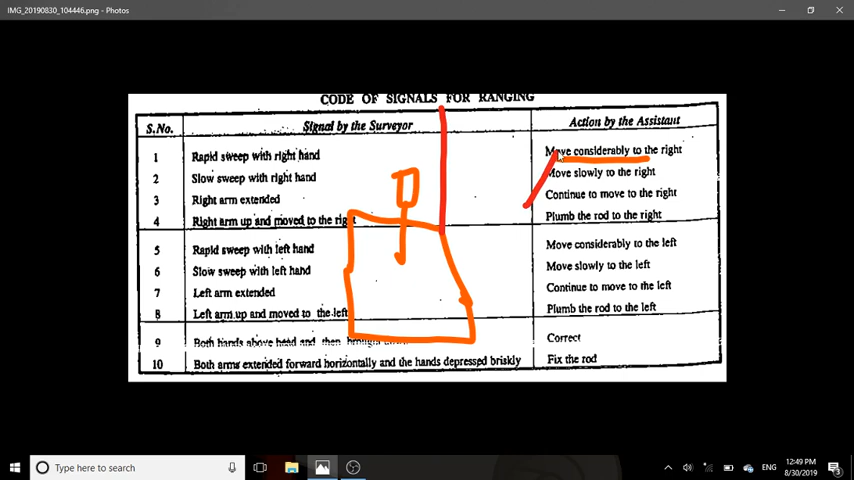 IMG_20190830_104446.png - Photos
CODE OF SIGNALS FOR RANGING
S.No. Signal by the Surveyor Action by the Assistant
1 Rapid sweep with right hand Move considerably to the right
2 Slow sweep with right hand Move slowly to the right
3 Right arm extended Continue to move to the right
4 Right arm up and moved to the right Plumb the rod to the right
5 Rapid sweep with left hand Move considerably to the left
6 Slow sweep with left hand Move slowly to the left
7 Left arm extended Continue to move to the left
8 Left arm up and moved to the left Plumb the rod to the left
9 Both hands above head and then brought Correct
10 Both arms extended forward horizontally and the hands depressed briskly Fix the rod
Type here to search
ENG
12:49 PM
8/30/2019
3